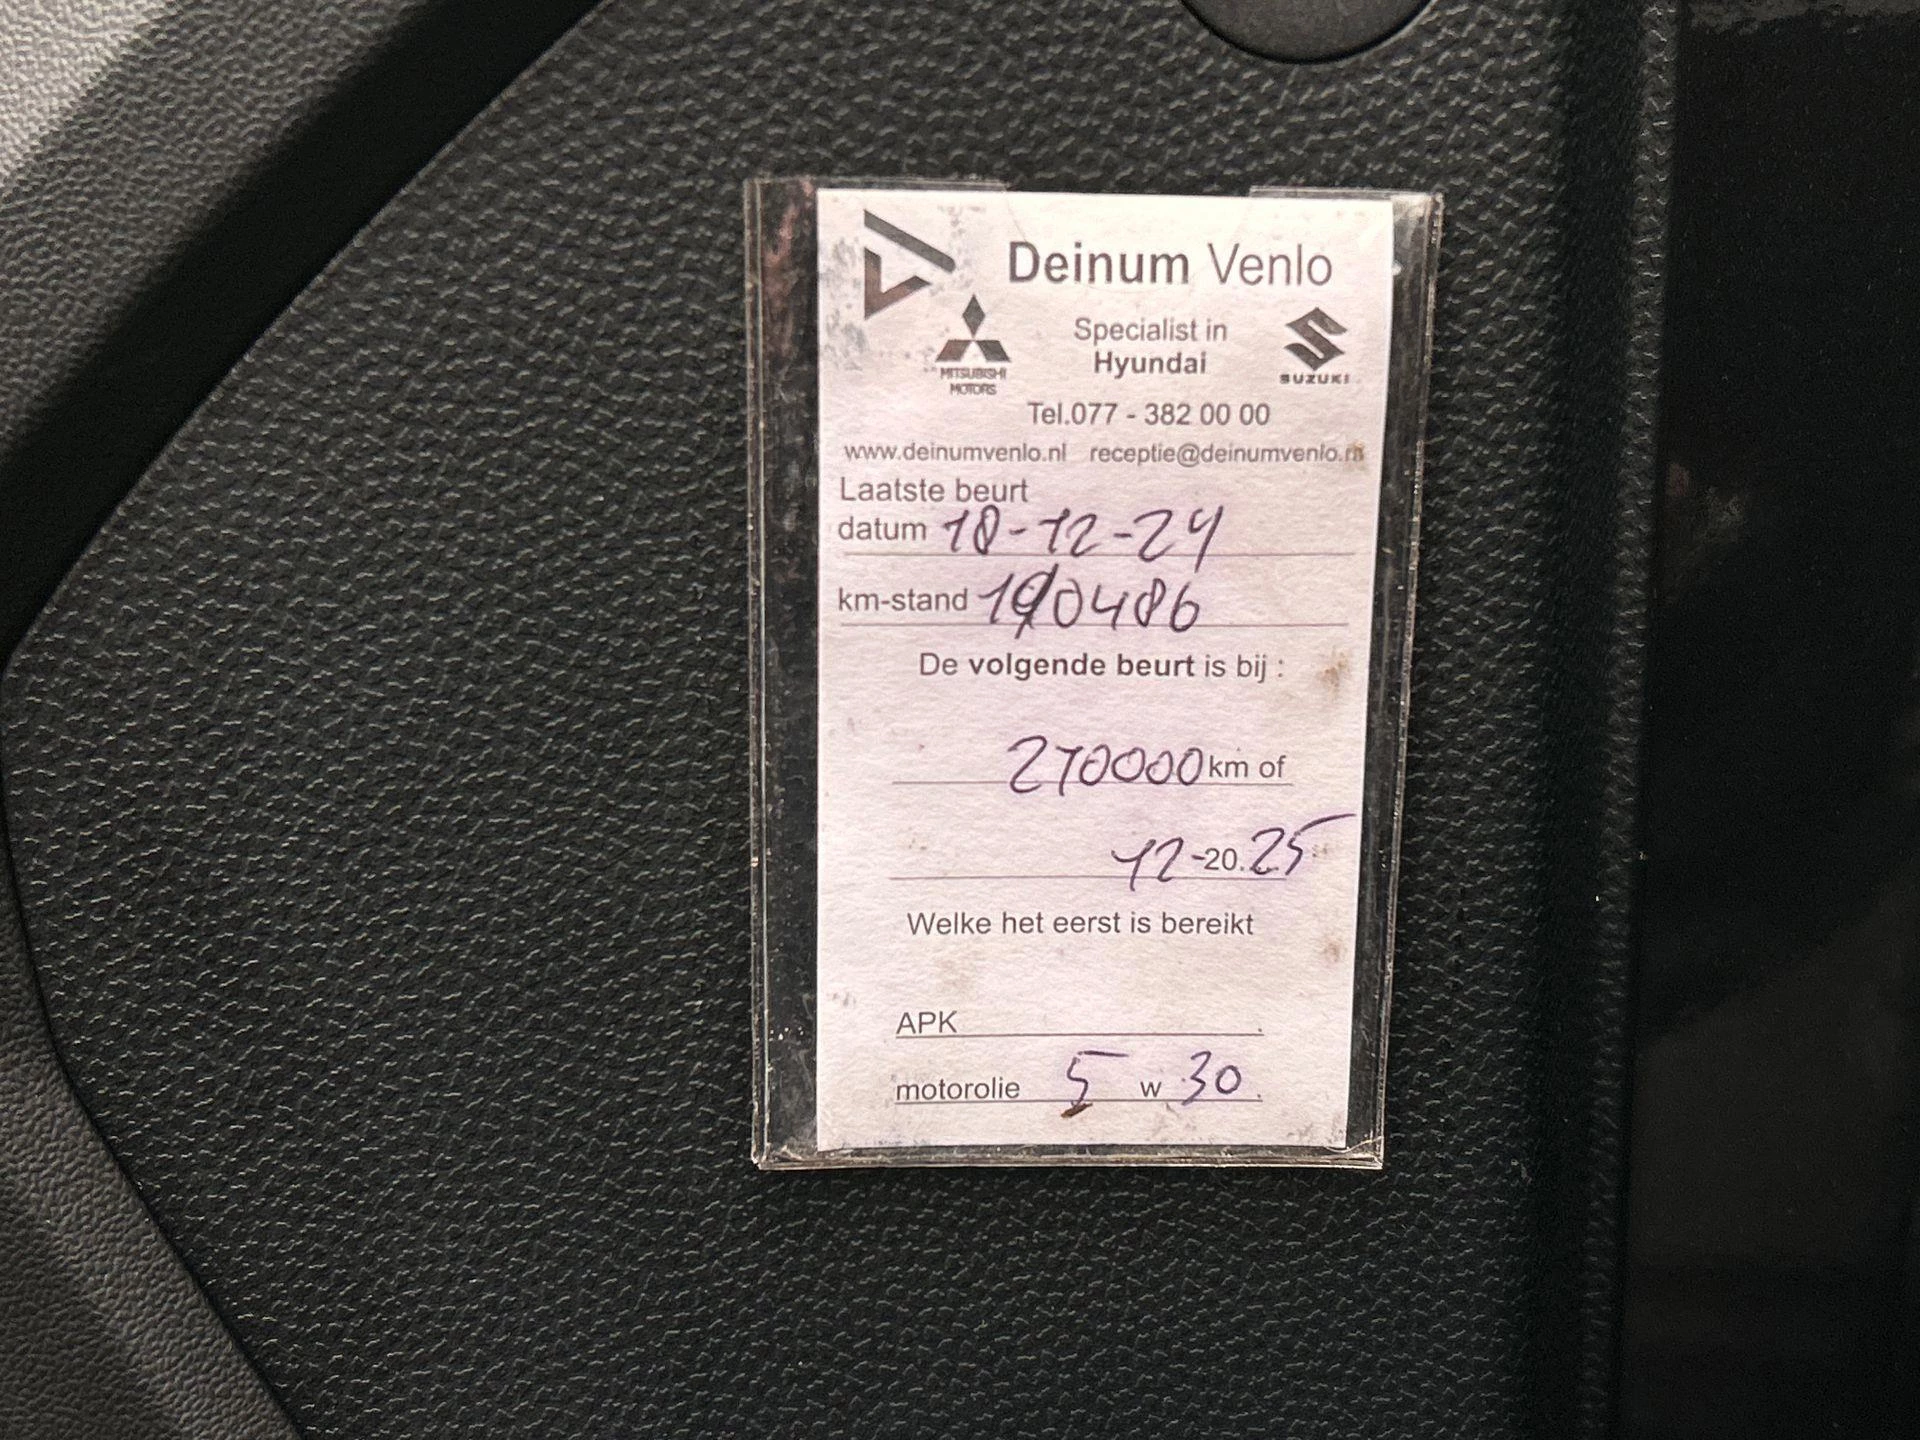 Deinum Venlo
MITSUBISHI
MOTORS
Specialist in
Hyundai
SUZUKI
Tel.077 - 382 00 00
www.deinumvenlo.nl receptie@deinumvenlo.nl
Laatste beurt
datum 18-12-24
km-stand 190486
De volgende beurt is bij :
210000 km of
12-20.25
Welke het eerst is bereikt
APK .
motorolie 5 w 30 .